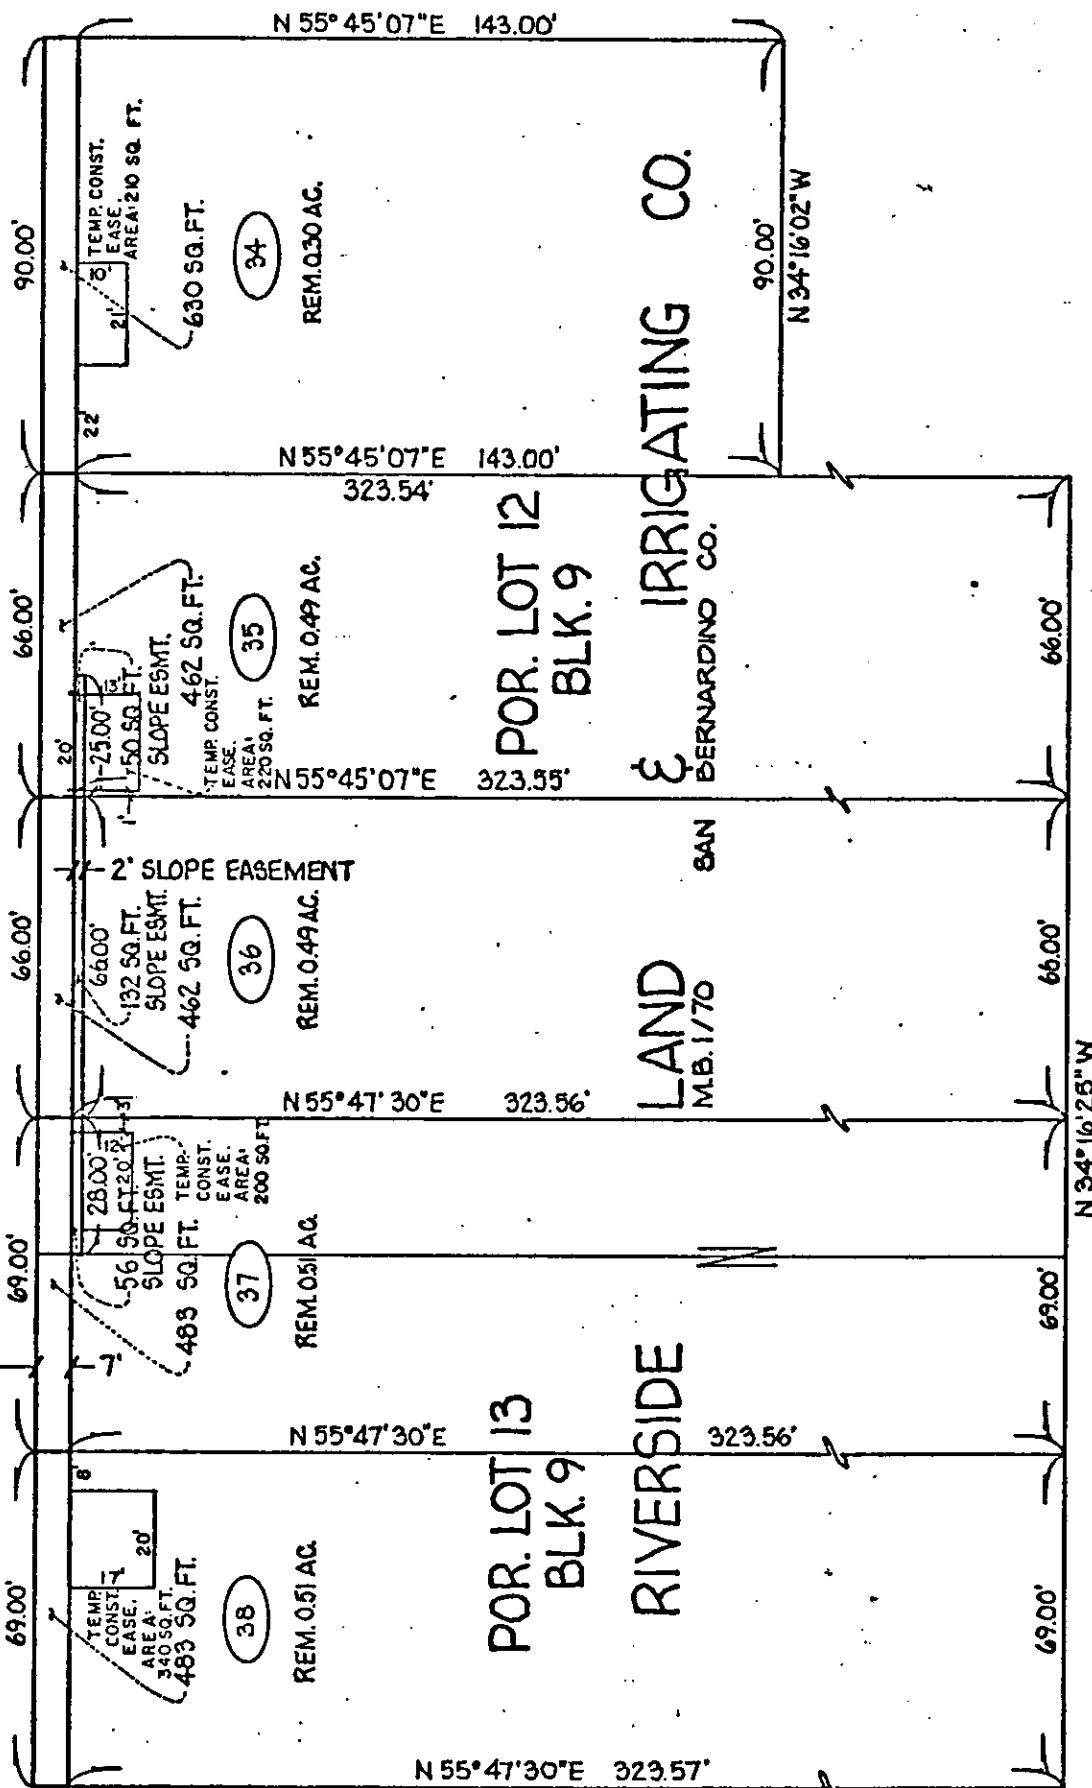 N 55°45'07"E 143.00'
90.00'
TEMP. CONST.
EASE.
AREA: 210 SQ. FT.
10'
21'
630 SQ. FT.
34
REM. 0.30 AC.
CO.
90.00'
N 34°16'02"W
22'
N 55°45'07"E 143.00'
323.54'
66.00'
20'
25.00'
13'
50 SQ. FT.
SLOPE ESMT.
462 SQ. FT.
TEMP. CONST.
EASE.
AREA:
220 SQ. FT.
1'
35
REM. 0.49 AC.
POR. LOT 12
BLK. 9
IRRIGATING
SAN BERNARDINO CO.
66.00'
N 55°45'07"E 323.55'
&
2' SLOPE EASEMENT
66.00'
66.00'
132 SQ. FT.
SLOPE ESMT.
462 SQ. FT.
36
REM. 0.49 AC.
LAND
M.B. 1/70
66.00'
N 34°16'25"W
N 55°47'30"E 323.56'
69.00'
28.00'
12'
3'
20'
56 SQ. FT.
SLOPE ESMT.
483 SQ. FT.
TEMP.
CONST.
EASE.
AREA:
200 SQ. FT.
37
REM. 0.51 AC.
7'
69.00'
N 55°47'30"E 323.56'
69.00'
8'
17'
20'
TEMP.
CONST.
EASE.
AREA:
340 SQ. FT.
483 SQ. FT.
38
REM. 0.51 AC.
POR. LOT 13
BLK. 9
RIVERSIDE
69.00'
N 55°47'30"E 323.57'